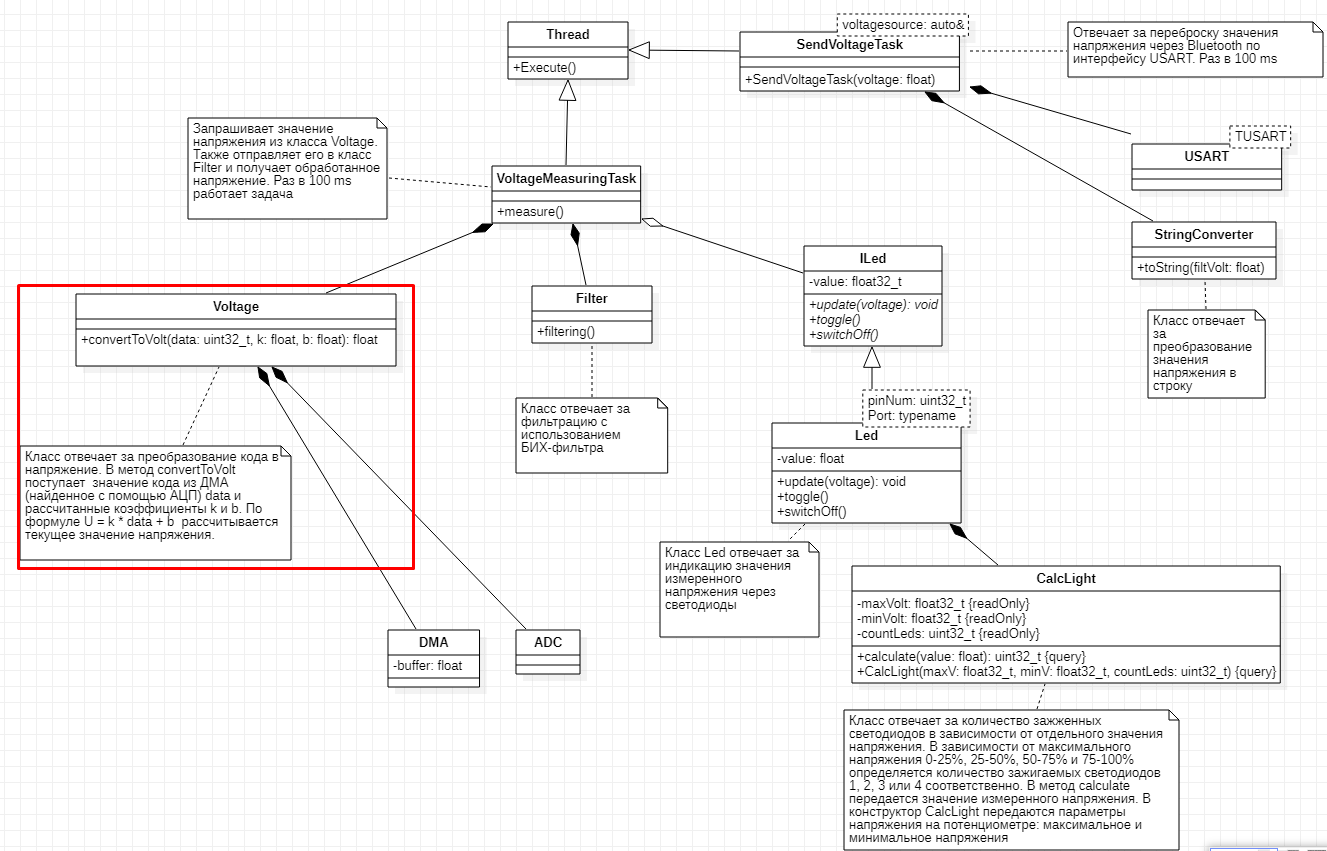 Thread
+Execute()
voltagesource: auto&
SendVoltageTask
+SendVoltageTask(voltage: float)
Отвечает за переброску значения
напряжения через Bluetooth по
интерфейсу USART. Раз в 100 ms
Запрашивает значение
напряжения из класса Voltage.
Также отправляет его в класс
Filter и получает обработанное
напряжение. Раз в 100 ms
работает задача
VoltageMeasuringTask
+measure()
TUSART
USART
StringConverter
+toString(filtVolt: float)
Класс отвечает
за
преобразование
значения
напряжения в
строку
ILed
-value: float32_t
+update(voltage): void
+toggle()
+switchOff()
Voltage
+convertToVolt(data: uint32_t, k: float, b: float): float
Filter
+filtering()
Класс отвечает за
фильтрацию с
использованием
БИХ-фильтра
pinNum: uint32_t
Port: typename
Led
-value: float
+update(voltage): void
+toggle()
+switchOff()
Класс отвечает за преобразование кода в
напряжение. В метод convertToVolt
поступает  значение кода из ДМА
(найденное с помощью АЦП) data и
рассчитанные коэффициенты k и b. По
формуле U = k * data + b  рассчитывается
текущее значение напряжения.
Класс Led отвечает за
индикацию значения
измеренного
напряжения через
светодиоды
DMA
-buffer: float
ADC
CalcLight
-maxVolt: float32_t {readOnly}
-minVolt: float32_t {readOnly}
-countLeds: uint32_t {readOnly}
+calculate(value: float): uint32_t {query}
+CalcLight(maxV: float32_t, minV: float32_t, countLeds: uint32_t) {query}
Класс отвечает за количество зажженных
светодиодов в зависимости от отдельного значения
напряжения. В зависимости от максимального
напряжения 0-25%, 25-50%, 50-75% и 75-100%
определяется количество зажигаемых светодиодов
1, 2, 3 или 4 соответственно. В метод calculate
передается значение измеренного напряжения. В
конструктор CalcLight передаются параметры
напряжения на потенциометре: максимальное и
минимальное напряжения